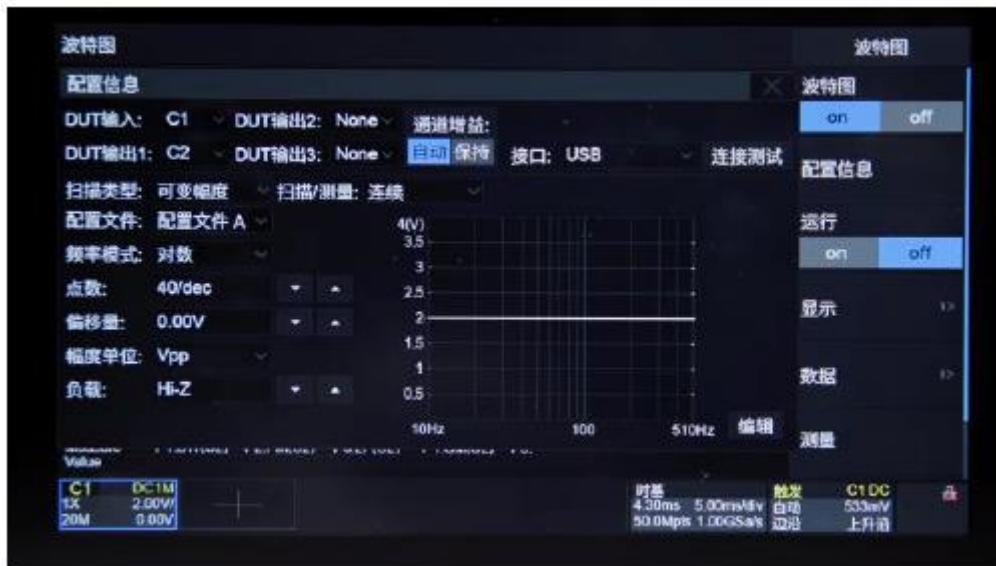 波特图
波特图
配置信息
波特图
on off
DUT输入: C1 DUT输出2: None 通道增益:
DUT输出1: C2 DUT输出3: None 自动 保持 接口: USB 连接测试
配置信息
扫描类型: 可变幅度 扫描/测量: 连续
配置文件: 配置文件 A
运行
on off
频率模式: 对数
点数: 40/dec
偏移量: 0.00V
幅度单位: Vpp
负载: Hi-Z
4(V)
3.5
3
2.5
2
1.5
1
0.5
10Hz 100 510Hz 编辑
显示
数据
测量
Value
C1 DC1M
1X 2.00V/
20M 0.00V
时基
4.30ms 5.00ms/div
50.0Mpts 1.00GSa/s
触发 C1 DC
自动 533mV
边沿 上升沿